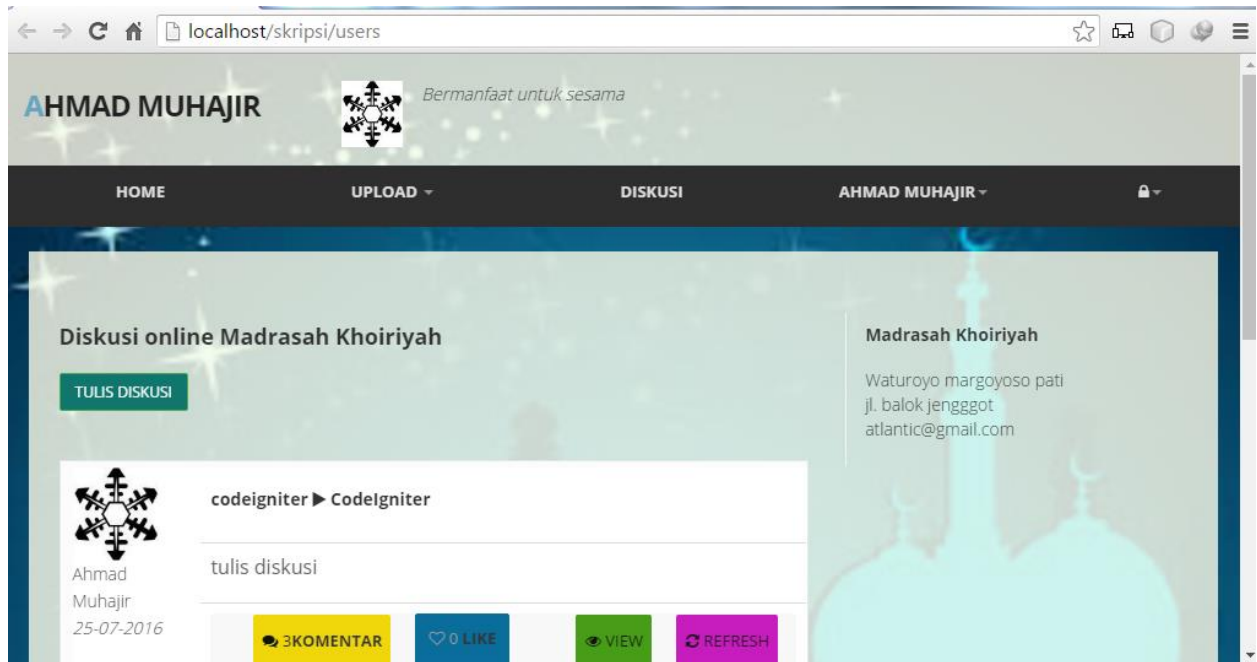 localhost/skripsi/users
AHMAD MUHAJIR
Bermanfaat untuk sesama
HOME UPLOAD DISKUSI AHMAD MUHAJIR
Diskusi online Madrasah Khoiriyah
TULIS DISKUSI
Madrasah Khoiriyah
Waturoyo margoyoso pati
jl. balok jengggot
atlantic@gmail.com
codeigniter ▶ CodeIgniter
tulis diskusi
Ahmad
Muhajir
25-07-2016
3KOMENTAR 0 LIKE VIEW REFRESH